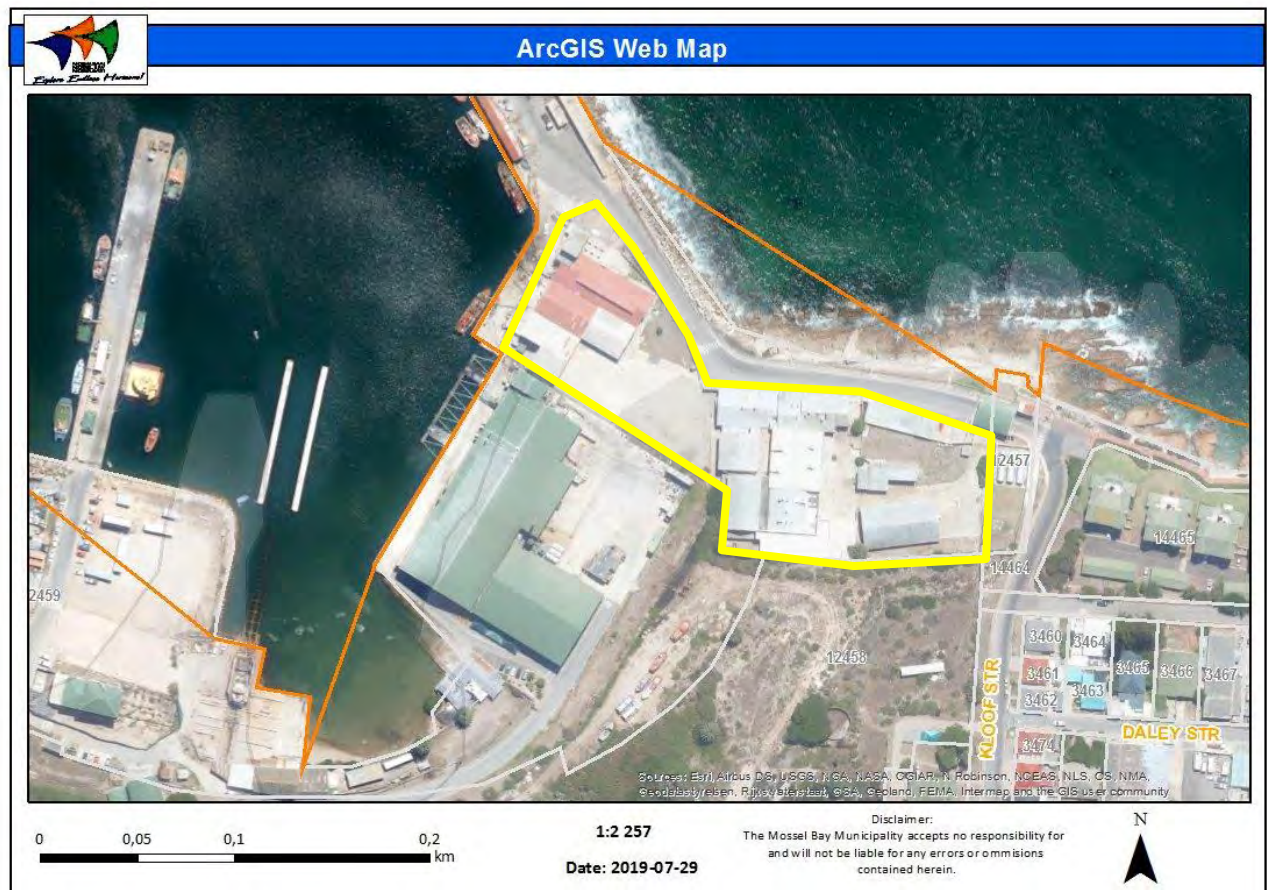 Explore Endless Horizons!
ArcGIS Web Map
12457
14465
2459
14464
12458
3460
3464
3465
3466
3467
3461
3463
3462
KLOOF STR
DALEY STR
3474
Sources: Esri, Airbus DS, USGS, NGA, NASA, CGIAR, N Robinson, NCEAS, NLS, OS, NMA,
Geodatastyrelsen, Rijkswaterstaat, GSA, Geoland, FEMA, Intermap and the GIS user community
0
0,05
0,1
0,2
km
1:2 257
Date: 2019-07-29
Disclaimer:
The Mossel Bay Municipality accepts no responsibility for
and will not be liable for any errors or ommisions
contained herein.
N